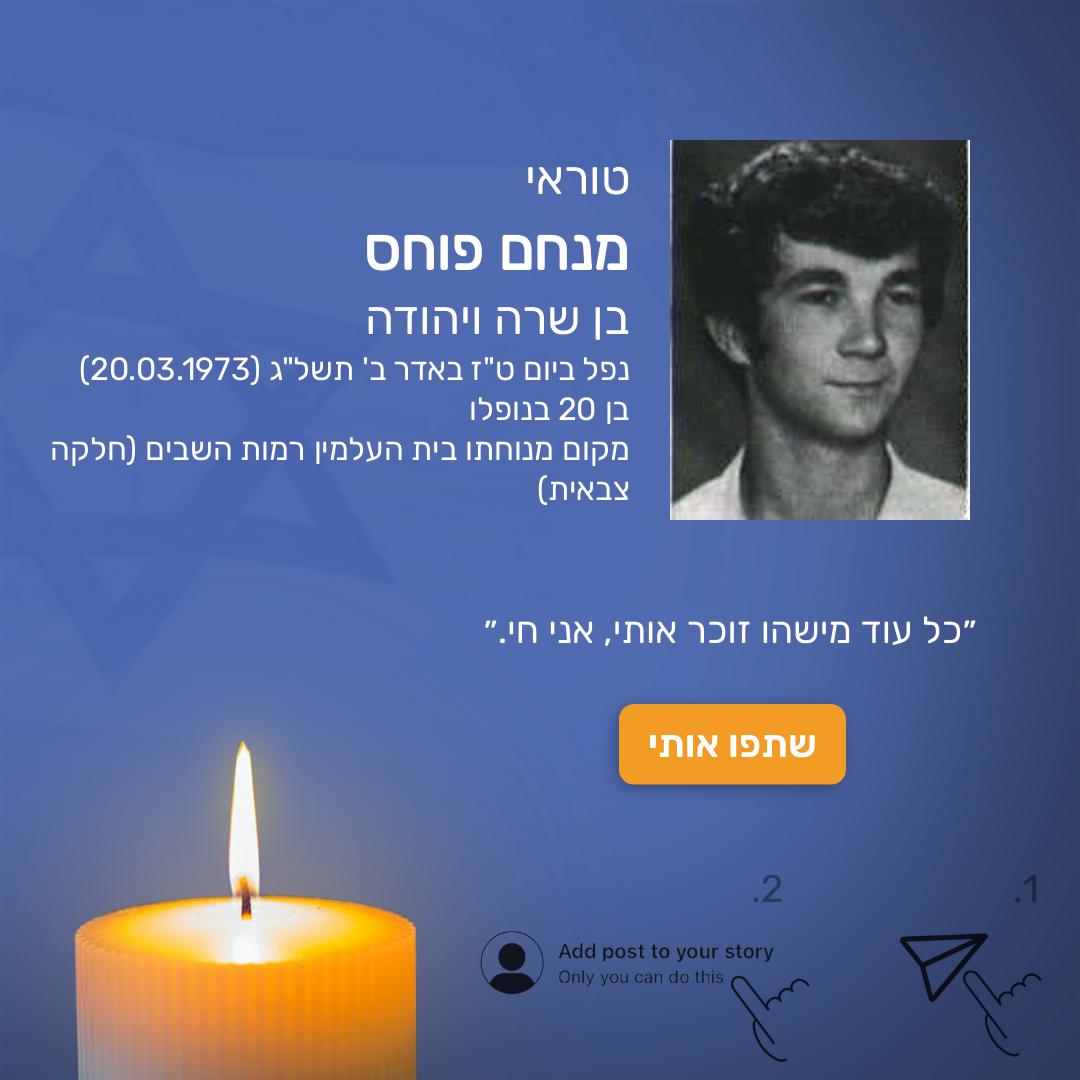 טוראי
מנחם פוחס
בן שרה ויהודה
נפל ביום ט"ז באדר ב' תשל"ג (20.03.1973)
בן 20 בנופלו
מקום מנוחתו בית העלמין רמות השבים (חלקה
צבאית)
״כל עוד מישהו זוכר אותי, אני חי.״
שתפו אותי
1.
2.
Add post to your story
Only you can do this